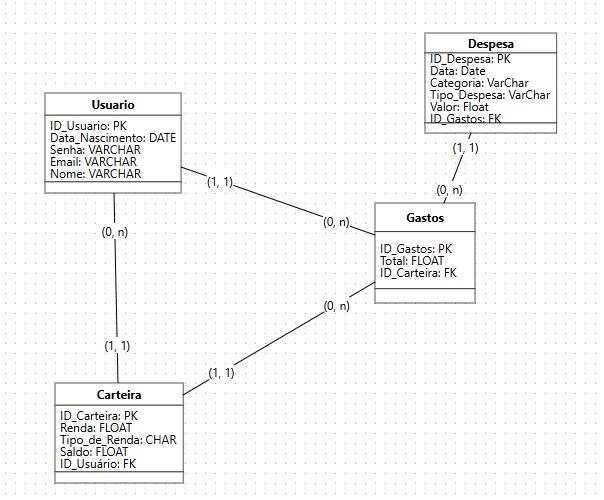 Despesa
ID_Despesa: PK
Data: Date
Categoria: VarChar
Tipo_Despesa: VarChar
Valor: Float
ID_Gastos: FK
Usuario
ID_Usuario: PK
Data_Nascimento: DATE
Senha: VARCHAR
Email: VARCHAR
Nome: VARCHAR
(1, 1)
(1, 1)
(0, n)
(0, n)
(0, n)
Gastos
ID_Gastos: PK
Total: FLOAT
ID_Carteira: FK
(0, n)
(1, 1)
(1, 1)
Carteira
ID_Carteira: PK
Renda: FLOAT
Tipo_de_Renda: CHAR
Saldo: FLOAT
ID_Usuário: FK